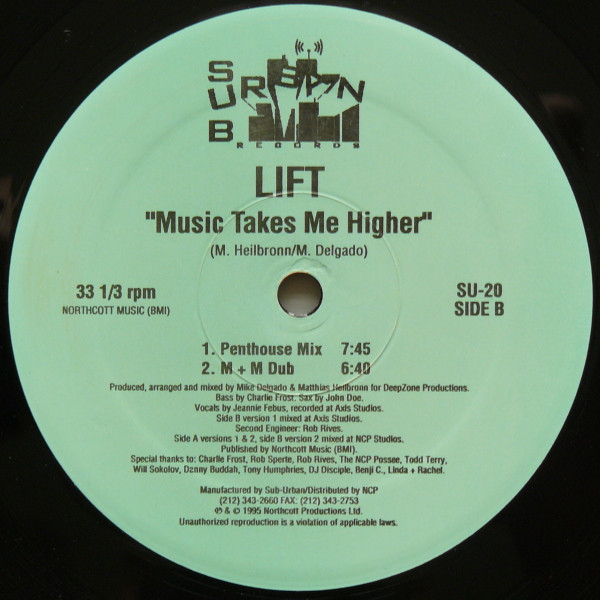 SUB URBAN
RECORDS
LIFT
"Music Takes Me Higher"
(M. Heilbronn/M. Delgado)
33 1/3 rpm
NORTHCOTT MUSIC (BMI)
SU-20
SIDE B
1. Penthouse Mix 7:45
2. M + M Dub 6:40
Produced, arranged and mixed by Mike Delgado & Matthias Heilbronn for DeepZone Productions.
Bass by Charlie Frost. Sax by John Doe.
Vocals by Jeannie Febus, recorded at Axis Studios.
Side B version 1 mixed at Axis Studios.
Second Engineer: Rob Rives.
Side A versions 1 & 2, side B version 2 mixed at NCP Studios.
Published by Northcott Music (BMI).
Special thanks to: Charlie Frost, Rob Sperte, Rob Rives, The NCP Possee, Todd Terry,
Will Sokolov, Danny Buddah, Tony Humphries, DJ Disciple, Benji C., Linda + Rachel.
Manufactured by Sub-Urban/Distributed by NCP
(212) 343-2660 FAX: (212) 343-2753
℗ & © 1995 Northcott Productions Ltd.
Unauthorized reproduction is a violation of applicable laws.